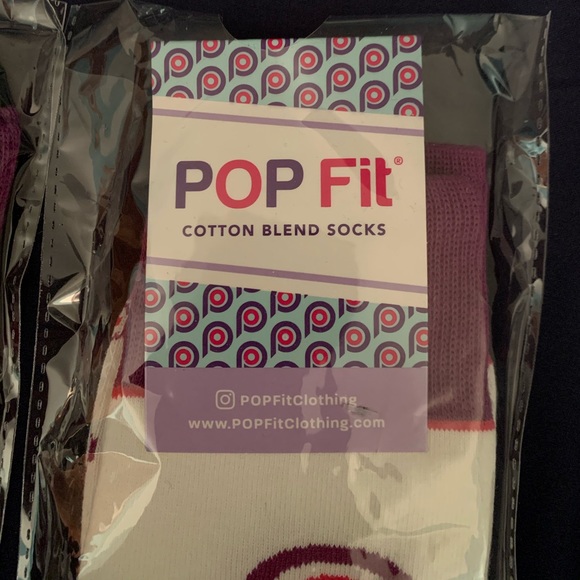 POP Fit®
COTTON BLEND SOCKS
POPFitClothing
www.POPFitClothing.com